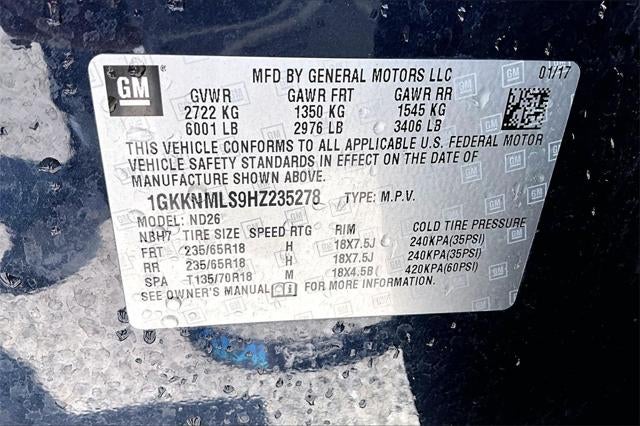 GM
MFD BY GENERAL MOTORS LLC 01/17
GVWR GAWR FRT GAWR RR
2722 KG 1350 KG 1545 KG
6001 LB 2976 LB 3406 LB
THIS VEHICLE CONFORMS TO ALL APPLICABLE U.S. FEDERAL MOTOR
VEHICLE SAFETY STANDARDS IN EFFECT ON THE DATE OF
MANUFACTURE SHOWN ABOVE.
1GKKNMLS9HZ235278 TYPE: M.P.V.
MODEL: ND26
NBH7 TIRE SIZE SPEED RTG RIM COLD TIRE PRESSURE
FRT 235/65R18 H 18X7.5J 240KPA(35PSI)
RR 235/65R18 H 18X7.5J 240KPA(35PSI)
SPA T135/70R18 M 18X4.5B 420KPA(60PSI)
SEE OWNER'S MANUAL FOR MORE INFORMATION.